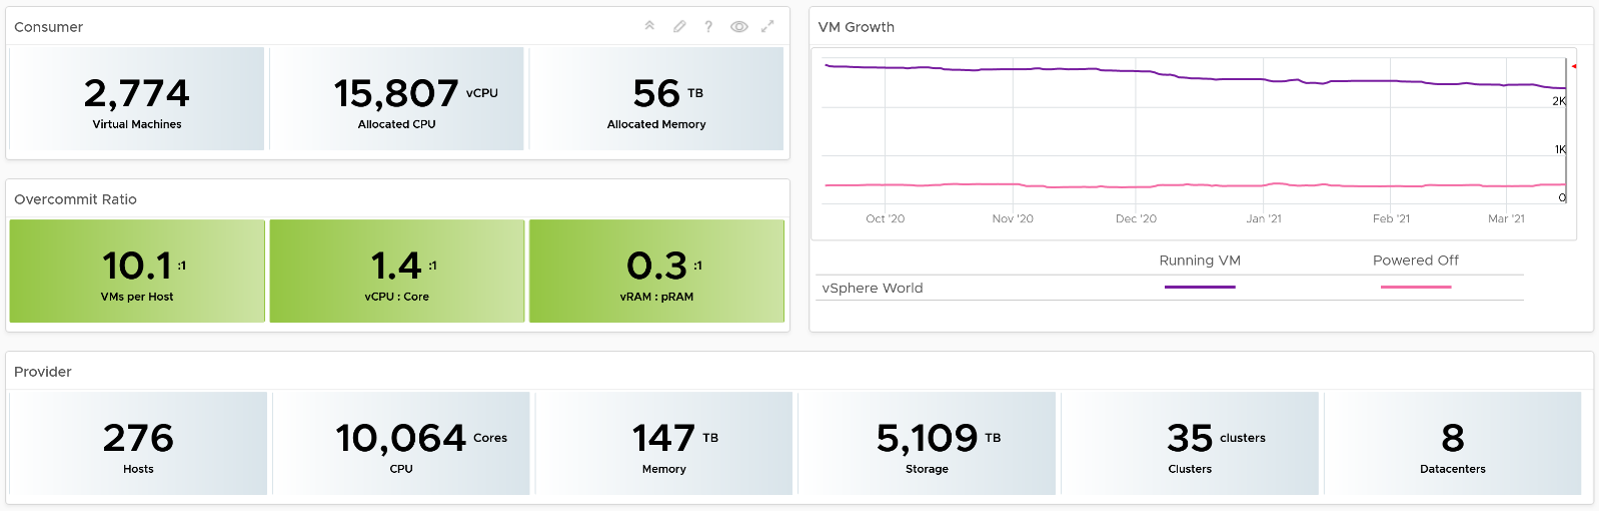 Consumer
?
2,774
Virtual Machines
15,807 vCPU
Allocated CPU
56 TB
Allocated Memory
VM Growth
2K
1K
0
Oct '20
Nov '20
Dec '20
Jan '21
Feb '21
Mar '21
Running VM
Powered Off
vSphere World
Overcommit Ratio
10.1 :1
VMs per Host
1.4 :1
vCPU : Core
0.3 :1
vRAM : pRAM
Provider
276
Hosts
10,064 Cores
CPU
147 TB
Memory
5,109 TB
Storage
35 clusters
Clusters
8
Datacenters